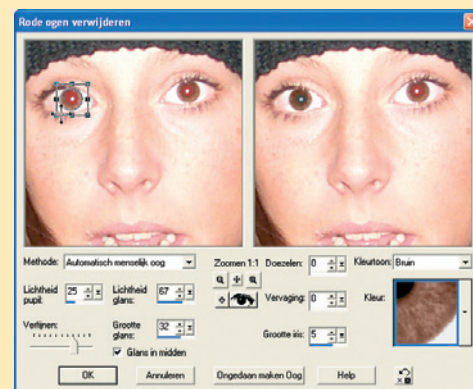 Rode ogen verwijderen
Methode: Automatisch menselijk oog Zoomen 1:1 Doezelen: 0 Kleurtoon: Bruin
Lichtheid pupil: 25 Lichtheid glans: 67 Vervaging: 0 Kleur:
Verfijnen: Grootte glans: 32 Grootte iris: 5
Glans in midden
OK Annuleren Ongedaan maken Oog Help